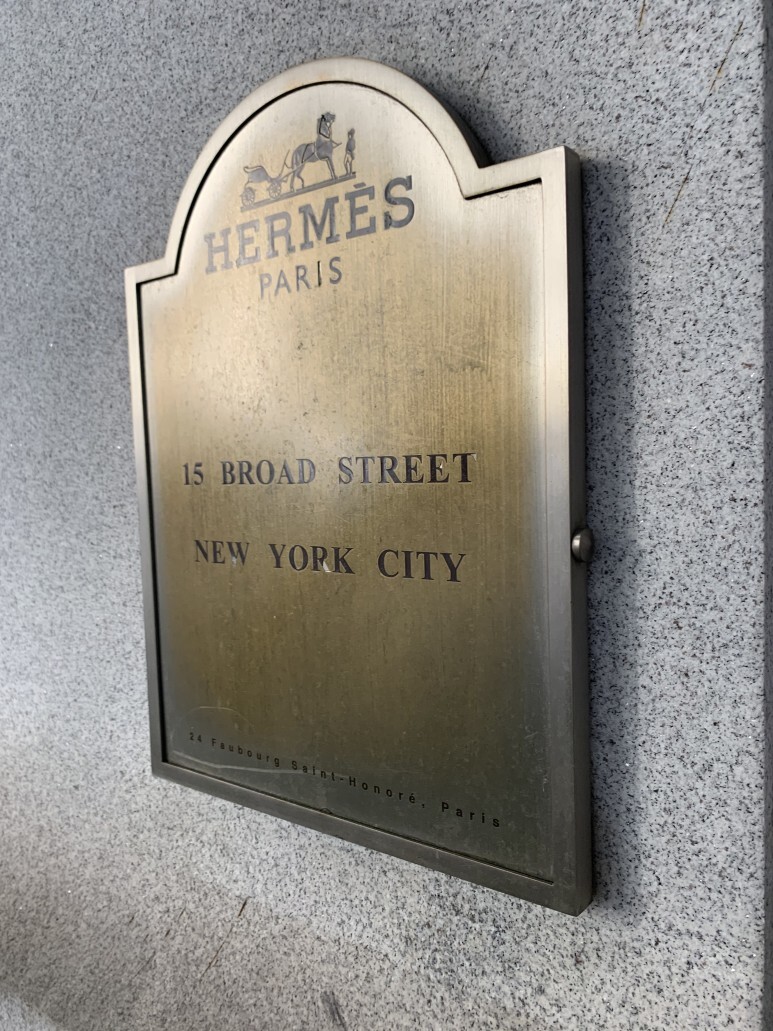 HERMÈS
PARIS
15 BROAD STREET
NEW YORK CITY
24 Faubourg Saint-Honoré, Paris